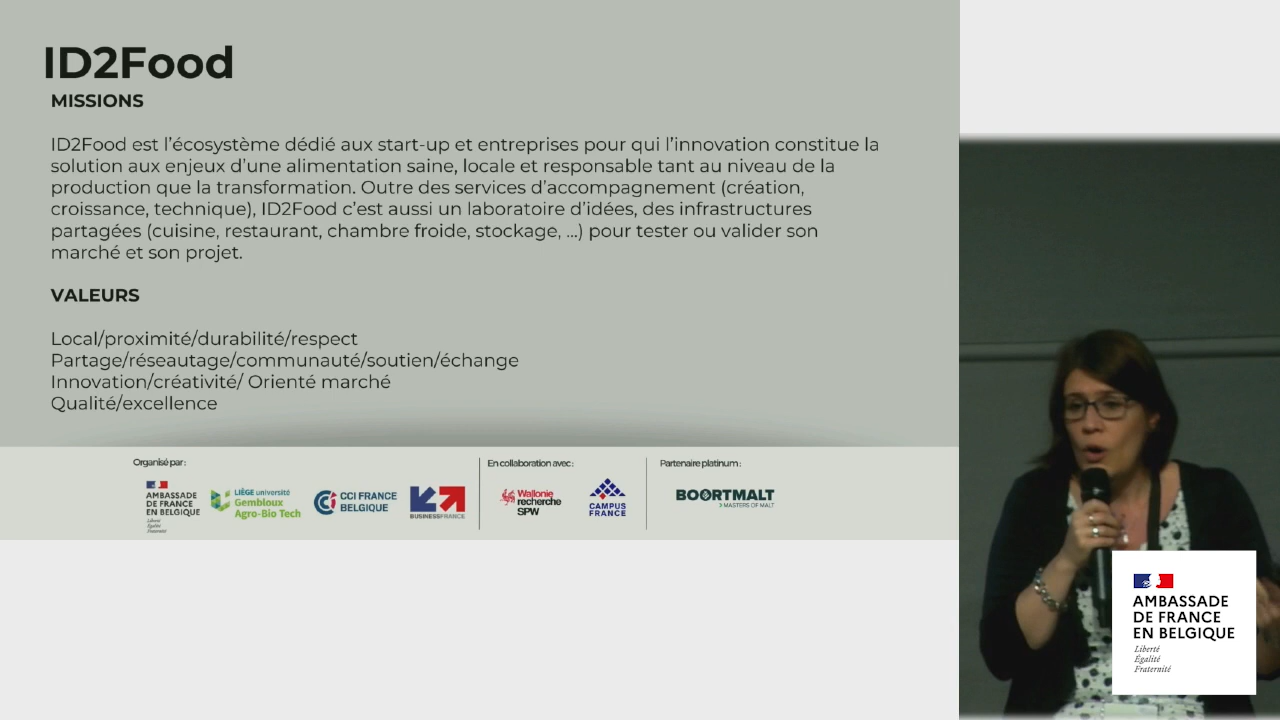 ID2Food
MISSIONS
ID2Food est l'écosystème dédié aux start-up et entreprises pour qui l'innovation constitue la
solution aux enjeux d'une alimentation saine, locale et responsable tant au niveau de la
production que la transformation. Outre des services d'accompagnement (création,
croissance, technique), ID2Food c'est aussi un laboratoire d'idées, des infrastructures
partagées (cuisine, restaurant, chambre froide, stockage, ...) pour tester ou valider son
marché et son projet.
VALEURS
Local/proximité/durabilité/respect
Partage/réseautage/communauté/soutien/échange
Innovation/créativité/ Orienté marché
Qualité/excellence
Organisé par :
AMBASSADE
DE FRANCE
EN BELGIQUE
Liberté
Égalité
Fraternité
LIÈGE université
Gembloux
Agro-Bio Tech
CCI FRANCE
BELGIQUE
BUSINESSFRANCE
En collaboration avec :
Wallonie
recherche
SPW
CAMPUS
FRANCE
Partenaire platinum :
BOORTMALT
MASTERS OF MALT
AMBASSADE
DE FRANCE
EN BELGIQUE
Liberté
Égalité
Fraternité